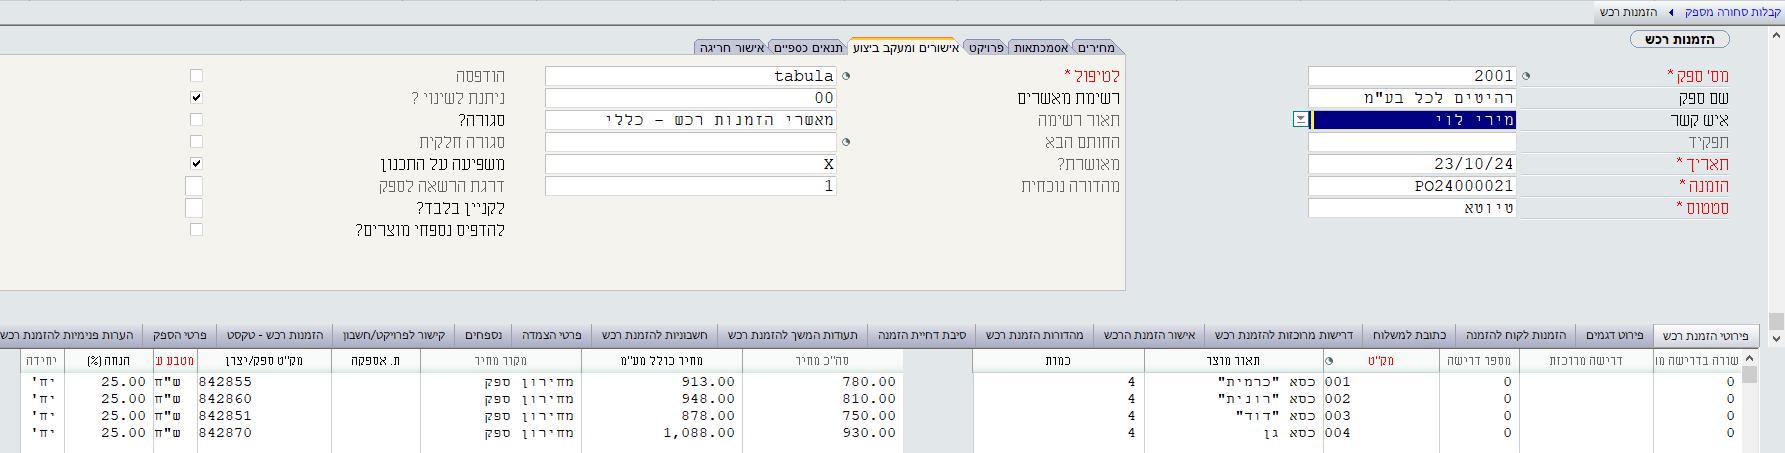 קבלות סחורה מספק הזמנות רכש
הזמנות רכש
מחירים אסמכתאות פרויקט אישורים ומעקב ביצוע תנאים כספיים אישור חריגה
מס' ספק * 2001
שם ספק רהיטים לכל בע"מ
איש קשר מירי לוי
תפקיד
תאריך * 23/10/24
הזמנה * PO24000021
סטטוס * טיוטא
לטיפול * tabula
רשימת מאשרים 00
תאור רשימה מאשרי הזמנות רכש - כללי
החותם הבא
מאושרת? X
מהדורה נוכחית 1
הודפסה
ניתנת לשינוי ?
סגורה?
סגורה חלקית
משפיעה על התכנון
דרגת הרשאה לספק
לקניין בלבד?
להדפיס נספחי מוצרים?
פירוטי הזמנת רכש פירוט דגמים הזמנות לקוח להזמנה כתובת למשלוח דרישות מרוכזות להזמנת רכש אישור הזמנת הרכש מהדורות הזמנת רכש סיבת דחיית הזמנה תעודות המשך להזמנת רכש חשבוניות להזמנת רכש פרטי הצמדה נספחים קישור לפרויקט/חשבון הזמנות רכש - טקסט פרטי הספק הערות פנימיות להזמנת רכש
שורה בדרישה מו דרישה מרוכזת מספר דרישה מק"ט תאור מוצר כמות סה"כ מחיר מחיר כולל מע"מ מקור מחיר ת. אספקה מק"ט ספק/יצרן מטבע ע הנחה (%) יחידה
0 0 001 כסא "כרמית" 4 780.00 913.00 מחירון ספק 842855 ש"ח 25.00 יח'
0 0 002 כסא "רונית" 4 810.00 948.00 מחירון ספק 842860 ש"ח 25.00 יח'
0 0 003 כסא "דוד" 4 750.00 878.00 מחירון ספק 842851 ש"ח 25.00 יח'
0 0 004 כסא גן 4 930.00 1,088.00 מחירון ספק 842870 ש"ח 25.00 יח'